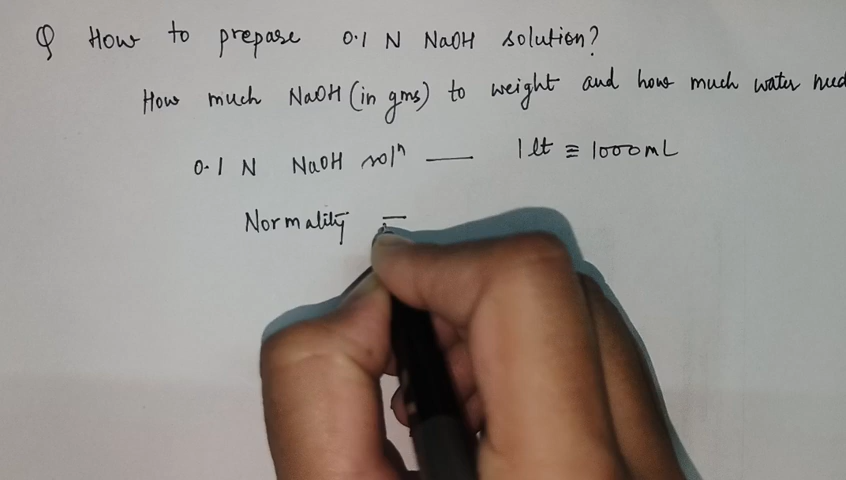 Q How to prepare 0.1 N NaOH solution?
How much NaOH (in gms) to weight and how much water need
0.1 N NaOH solⁿ — 1 lt ≡ 1000 mL
Normality =